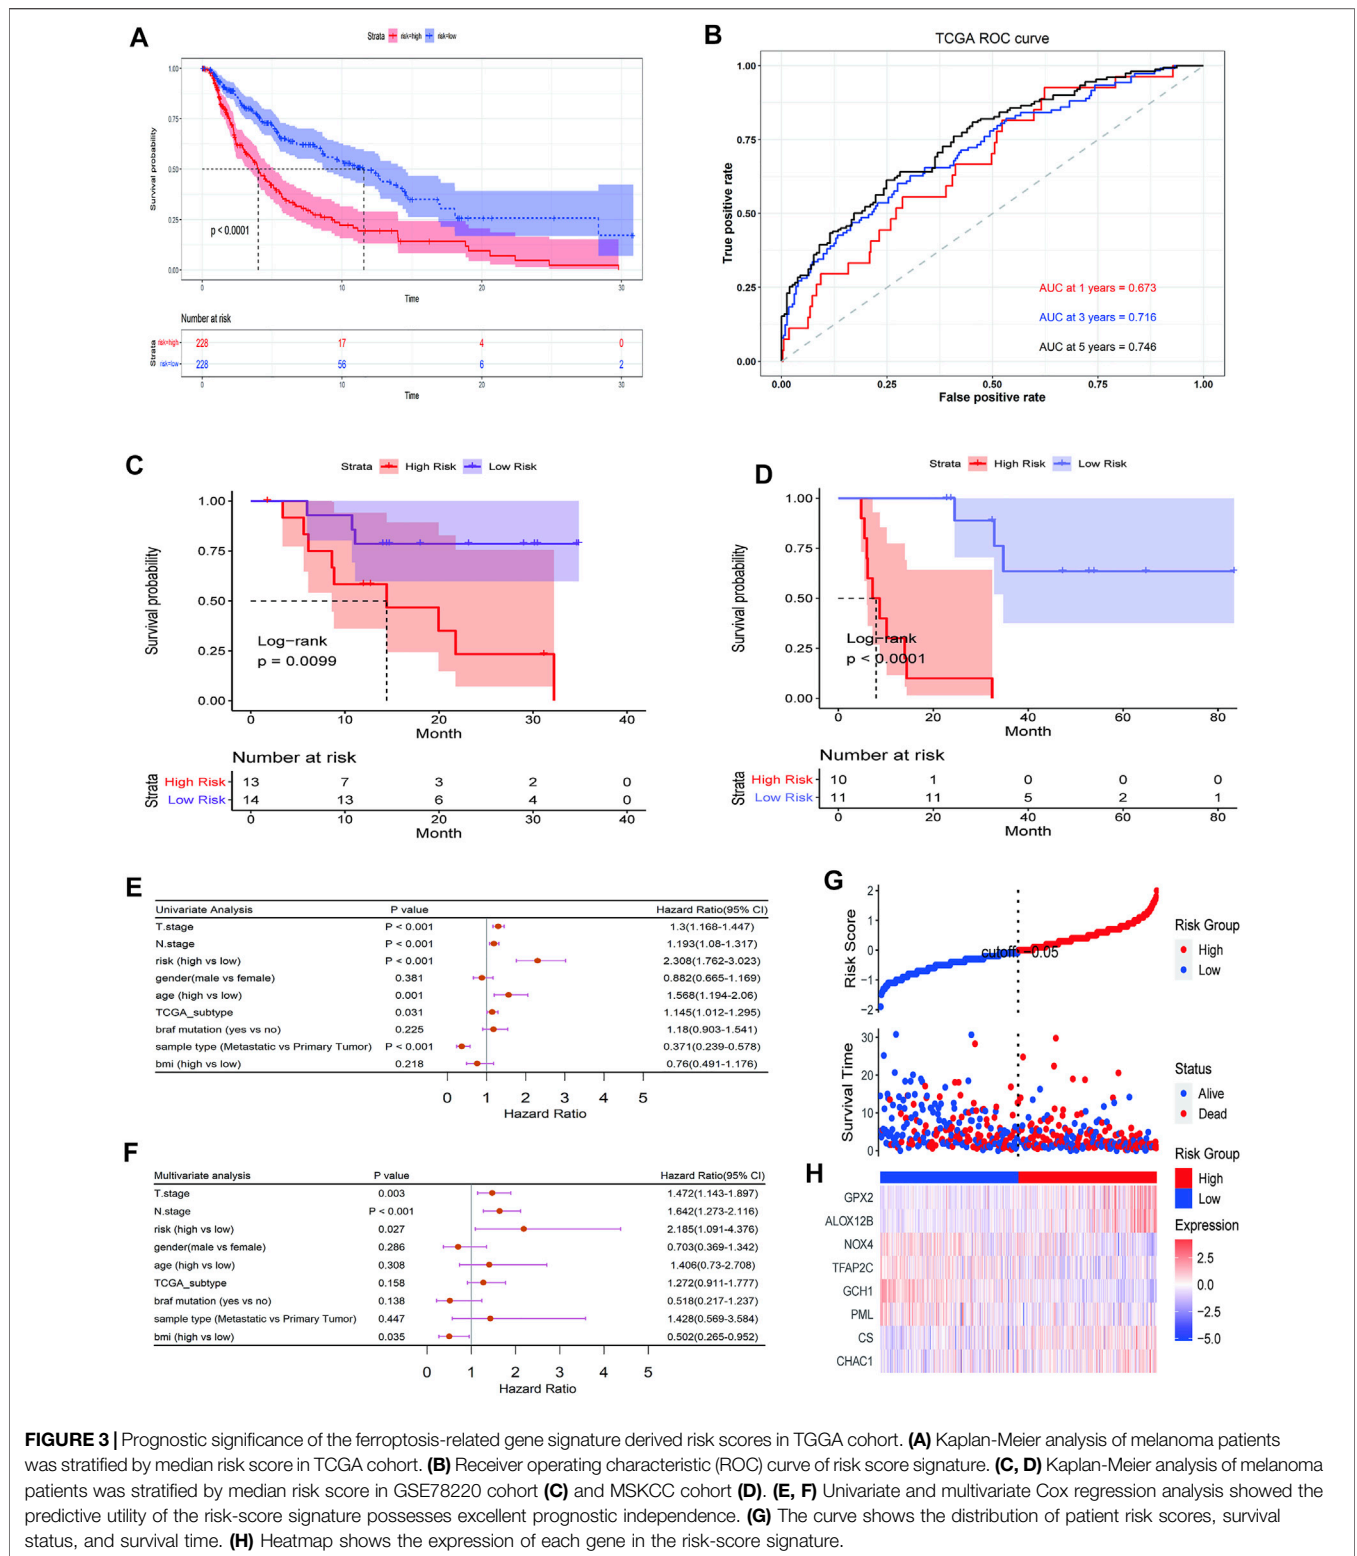 A
Strata risk=high risk=low
Survival probability
1.00
0.75
0.50
0.25
0.00
p < 0.0001
0 10 20 30
Time
Number at risk
Strata
risk=high 228 17 4 0
risk=low 228 56 6 2
0 10 20 30
Time
B
TCGA ROC curve
True positive rate
1.00
0.75
0.50
0.25
0.00
AUC at 1 years = 0.673
AUC at 3 years = 0.716
AUC at 5 years = 0.746
0.00 0.25 0.50 0.75 1.00
False positive rate
C
Strata High Risk Low Risk
Survival probability
1.00
0.75
0.50
0.25
0.00
Log-rank
p = 0.0099
0 10 20 30 40
Month
Number at risk
Strata
High Risk 13 7 3 2 0
Low Risk 14 13 6 4 0
0 10 20 30 40
Month
D
Strata High Risk Low Risk
Survival probability
1.00
0.75
0.50
0.25
0.00
Log-rank
p < 0.0001
0 20 40 60 80
Month
Number at risk
Strata
High Risk 10 1 0 0 0
Low Risk 11 11 5 2 1
0 20 40 60 80
Month
E
Univariate Analysis P value Hazard Ratio(95% CI)
T.stage P < 0.001 1.3(1.168-1.447)
N.stage P < 0.001 1.193(1.08-1.317)
risk (high vs low) P < 0.001 2.308(1.762-3.023)
gender(male vs female) 0.381 0.882(0.665-1.169)
age (high vs low) 0.001 1.568(1.194-2.06)
TCGA_subtype 0.031 1.145(1.012-1.295)
braf mutation (yes vs no) 0.225 1.18(0.903-1.541)
sample type (Metastatic vs Primary Tumor) P < 0.001 0.371(0.239-0.578)
bmi (high vs low) 0.218 0.76(0.491-1.176)
0 1 2 3 4 5
Hazard Ratio
F
Multivariate analysis P value Hazard Ratio(95% CI)
T.stage 0.003 1.472(1.143-1.897)
N.stage P < 0.001 1.642(1.273-2.116)
risk (high vs low) 0.027 2.185(1.091-4.376)
gender(male vs female) 0.286 0.703(0.369-1.342)
age (high vs low) 0.308 1.406(0.73-2.708)
TCGA_subtype 0.158 1.272(0.911-1.777)
braf mutation (yes vs no) 0.138 0.518(0.217-1.237)
sample type (Metastatic vs Primary Tumor) 0.447 1.428(0.569-3.584)
bmi (high vs low) 0.035 0.502(0.265-0.952)
0 1 2 3 4 5
Hazard Ratio
G
Risk Score
2
1
0
−1
−2
cutoff: −0.05
Risk Group
High
Low
Survival Time
30
20
10
0
Status
Alive
Dead
H
GPX2
ALOX12B
NOX4
TFAP2C
GCH1
PML
CS
CHAC1
Risk Group
High
Low
Expression
2.5
0.0
−2.5
−5.0
FIGURE 3 | Prognostic significance of the ferroptosis-related gene signature derived risk scores in TGGA cohort. (A) Kaplan-Meier analysis of melanoma patients
was stratified by median risk score in TCGA cohort. (B) Receiver operating characteristic (ROC) curve of risk score signature. (C, D) Kaplan-Meier analysis of melanoma
patients was stratified by median risk score in GSE78220 cohort (C) and MSKCC cohort (D). (E, F) Univariate and multivariate Cox regression analysis showed the
predictive utility of the risk-score signature possesses excellent prognostic independence. (G) The curve shows the distribution of patient risk scores, survival
status, and survival time. (H) Heatmap shows the expression of each gene in the risk-score signature.